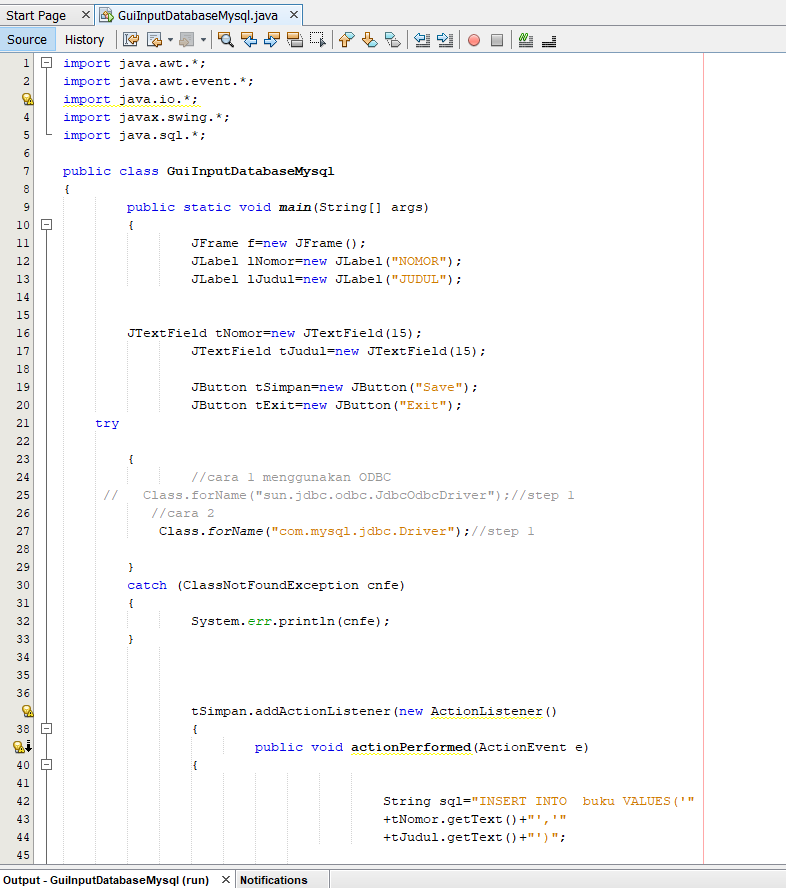 Start Page
GuiInputDatabaseMysql.java
Source History
1 import java.awt.*;
2 import java.awt.event.*;
import java.io.*;
4 import javax.swing.*;
5 import java.sql.*;
6
7 public class GuiInputDatabaseMysql
8 {
9 public static void main(String[] args)
10 {
11 JFrame f=new JFrame();
12 JLabel lNomor=new JLabel("NOMOR");
13 JLabel lJudul=new JLabel("JUDUL");
14
15
16 JTextField tNomor=new JTextField(15);
17 JTextField tJudul=new JTextField(15);
18
19 JButton tSimpan=new JButton("Save");
20 JButton tExit=new JButton("Exit");
21 try
22
23 {
24 //cara 1 menggunakan ODBC
25 // Class.forName("sun.jdbc.odbc.JdbcOdbcDriver");//step 1
26 //cara 2
27 Class.forName("com.mysql.jdbc.Driver");//step 1
28
29 }
30 catch (ClassNotFoundException cnfe)
31 {
32 System.err.println(cnfe);
33 }
34
35
36
tSimpan.addActionListener(new ActionListener()
38 {
public void actionPerformed(ActionEvent e)
40 {
41
42 String sql="INSERT INTO  buku VALUES('"
43 +tNomor.getText()+"','"
44 +tJudul.getText()+"')";
45
Output - GuiInputDatabaseMysql (run) Notifications